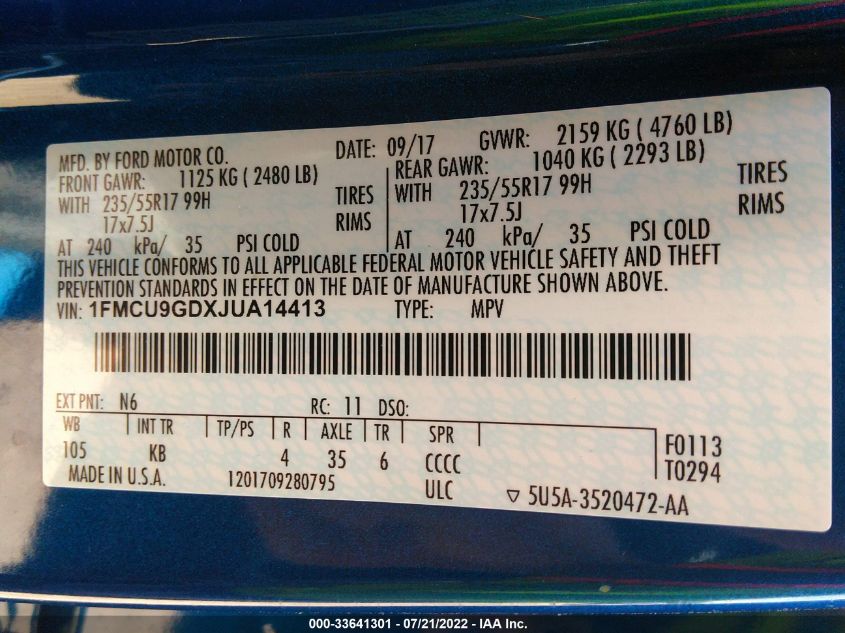 MFD. BY FORD MOTOR CO. DATE: 09/17 GVWR: 2159 KG ( 4760 LB)
FRONT GAWR: 1125 KG ( 2480 LB) REAR GAWR: 1040 KG ( 2293 LB)
WITH 235/55R17 99H TIRES WITH 235/55R17 99H TIRES
17x7.5J RIMS 17x7.5J RIMS
AT 240 kPa/ 35 PSI COLD AT 240 kPa/ 35 PSI COLD
THIS VEHICLE CONFORMS TO ALL APPLICABLE FEDERAL MOTOR VEHICLE SAFETY AND THEFT
PREVENTION STANDARDS IN EFFECT ON THE DATE OF MANUFACTURE SHOWN ABOVE.
VIN: 1FMCU9GDXJUA14413 TYPE: MPV
EXT PNT: N6 RC: 11 DSO:
WB INT TR TP/PS R AXLE TR SPR F0113
105 KB 4 35 6 CCCC T0294
MADE IN U.S.A. 1201709280795 ULC ▽ 5U5A-3520472-AA
000-33641301 - 07/21/2022 - IAA Inc.